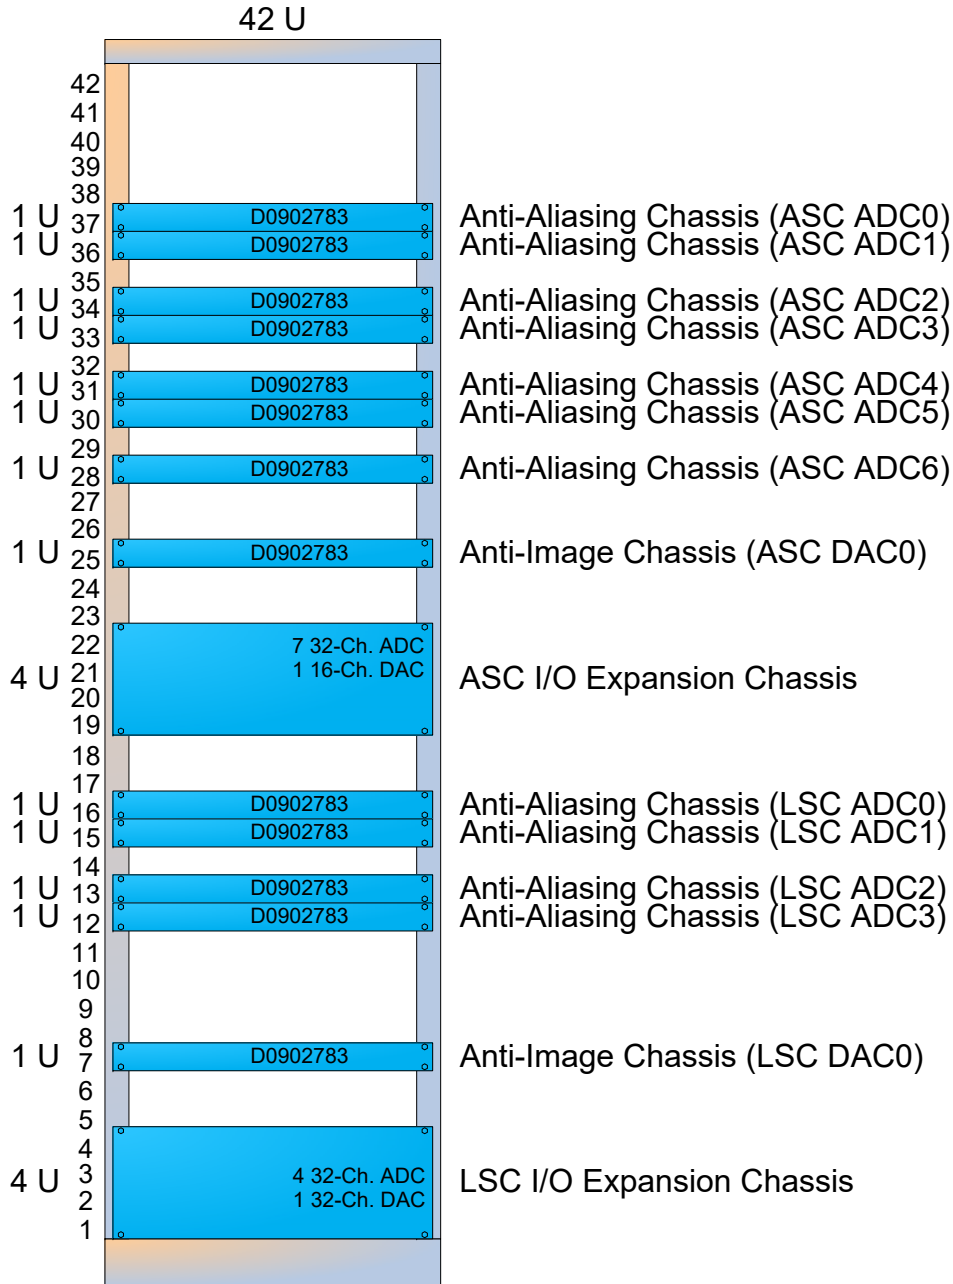 42 U
42
41
40
39
38
1 U 37 D0902783 Anti-Aliasing Chassis (ASC ADC0)
1 U 36 D0902783 Anti-Aliasing Chassis (ASC ADC1)
35
1 U 34 D0902783 Anti-Aliasing Chassis (ASC ADC2)
1 U 33 D0902783 Anti-Aliasing Chassis (ASC ADC3)
32
1 U 31 D0902783 Anti-Aliasing Chassis (ASC ADC4)
1 U 30 D0902783 Anti-Aliasing Chassis (ASC ADC5)
29
1 U 28 D0902783 Anti-Aliasing Chassis (ASC ADC6)
27
26
1 U 25 D0902783 Anti-Image Chassis (ASC DAC0)
24
23
22 7 32-Ch. ADC
4 U 21 1 16-Ch. DAC ASC I/O Expansion Chassis
20
19
18
17
1 U 16 D0902783 Anti-Aliasing Chassis (LSC ADC0)
1 U 15 D0902783 Anti-Aliasing Chassis (LSC ADC1)
14
1 U 13 D0902783 Anti-Aliasing Chassis (LSC ADC2)
1 U 12 D0902783 Anti-Aliasing Chassis (LSC ADC3)
11
10
9
8
1 U 7 D0902783 Anti-Image Chassis (LSC DAC0)
6
5
4
4 U 3 4 32-Ch. ADC LSC I/O Expansion Chassis
2 1 32-Ch. DAC
1